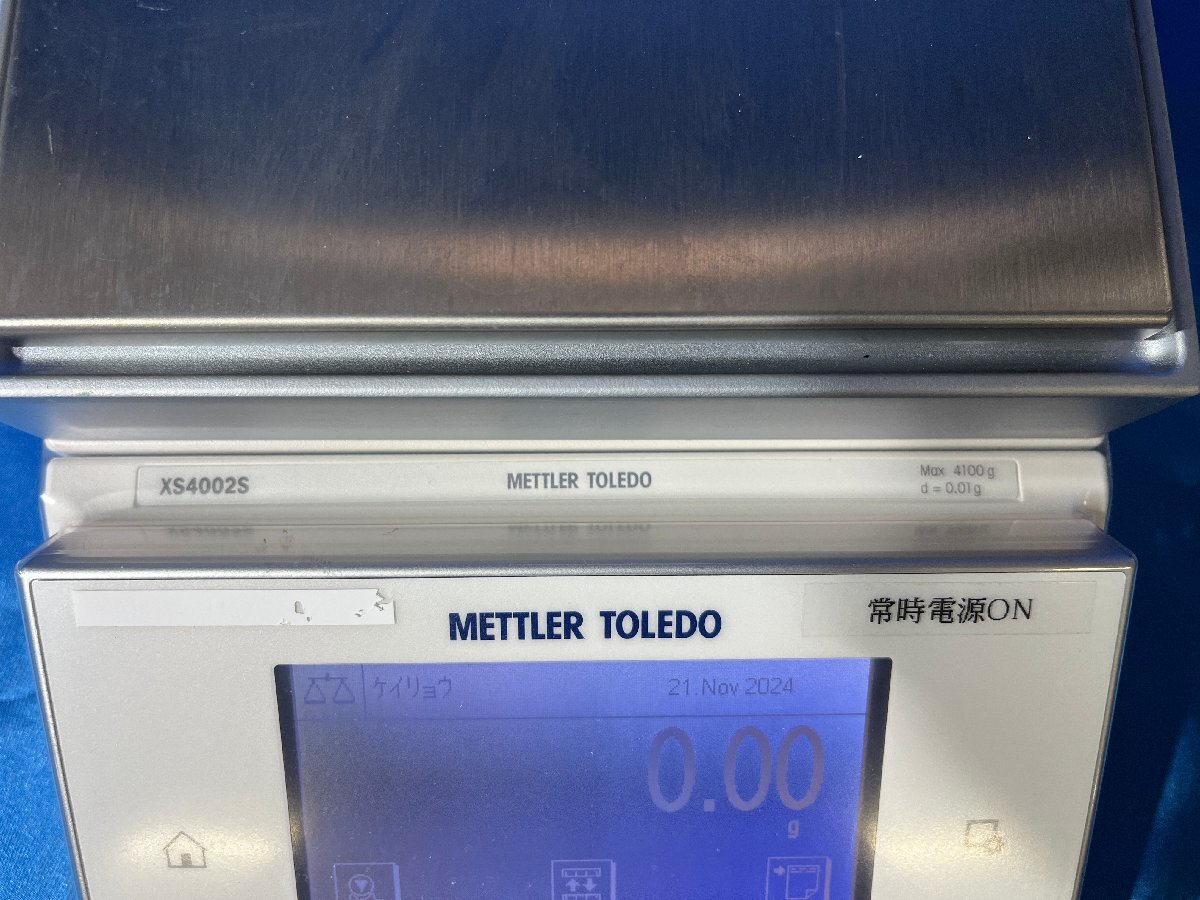 XS4002S
METTLER TOLEDO
Max 4100 g
d = 0.01 g
METTLER TOLEDO
常時電源ON
ケイリョウ
21.Nov 2024
0.00
g